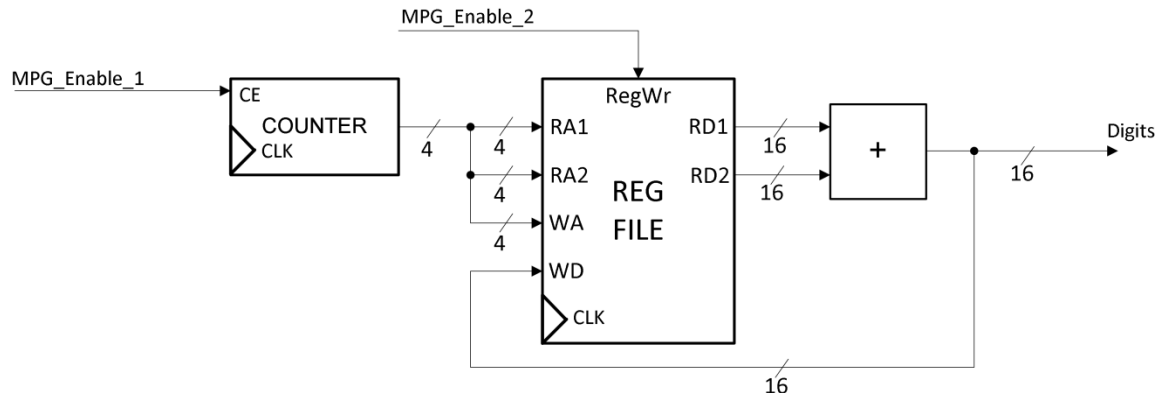 MPG_Enable_2
MPG_Enable_1
CE
COUNTER
CLK
4
4
4
4
RegWr
RA1
RA2
WA
WD
CLK
REG
FILE
RD1
RD2
16
16
+
Digits
16
16